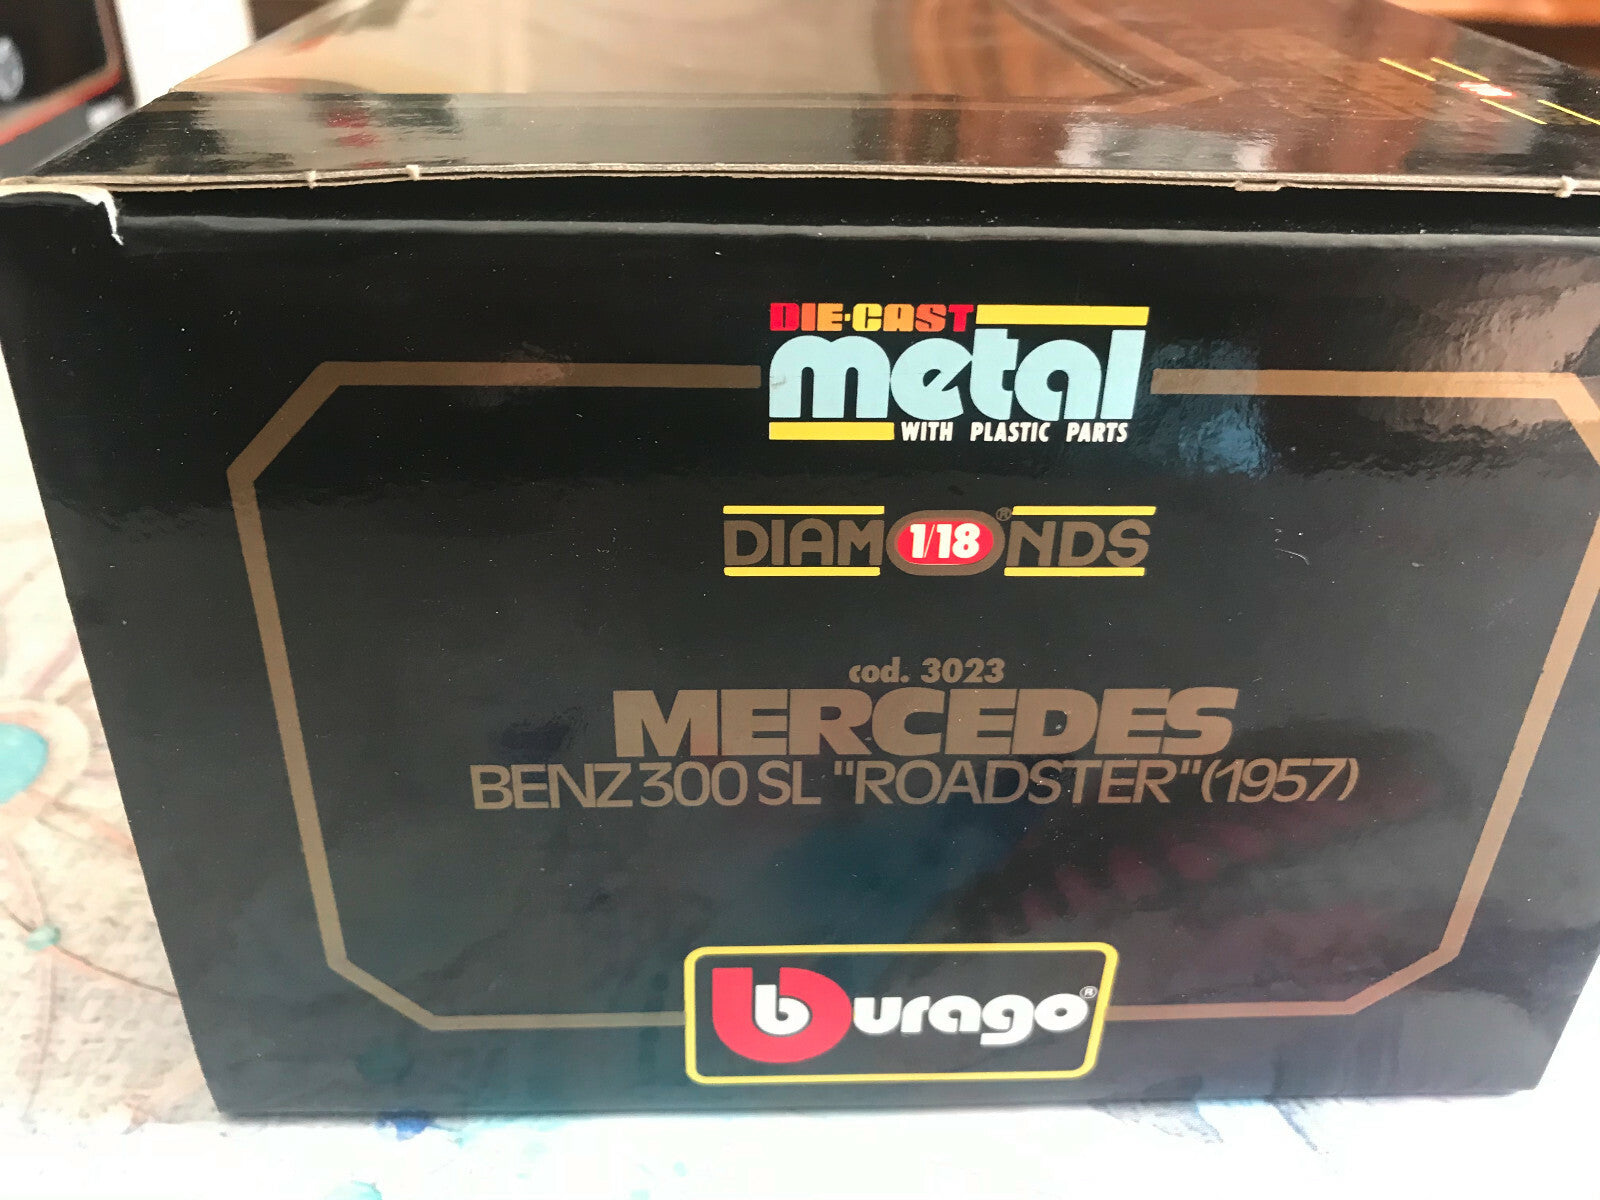 DIE·CAST
metal
WITH PLASTIC PARTS
DIAM 1/18 NDS®
cod. 3023
MERCEDES
BENZ 300 SL "ROADSTER" (1957)
burago®